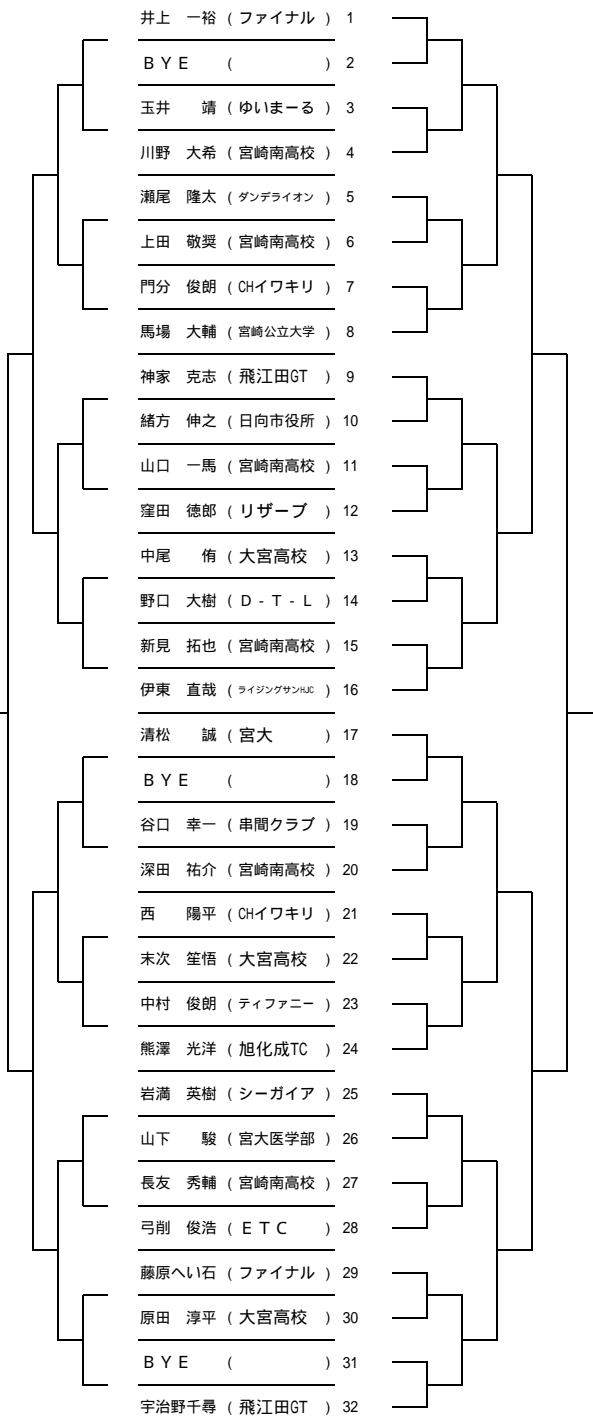 井上　一裕 ( ファイナル ) 1
ＢＹＥ (　　　　) 2
玉井　靖 ( ゆいまーる ) 3
川野　大希 ( 宮崎南高校 ) 4
瀬尾　隆太 ( ダンデライオン ) 5
上田　敬奨 ( 宮崎南高校 ) 6
門分　俊朗 ( CHイワキリ ) 7
馬場　大輔 ( 宮崎公立大学 ) 8
神家　克志 ( 飛江田GT ) 9
緒方　伸之 ( 日向市役所 ) 10
山口　一馬 ( 宮崎南高校 ) 11
窪田　徳郎 ( リザーブ ) 12
中尾　侑 ( 大宮高校 ) 13
野口　大樹 ( Ｄ - Ｔ - Ｌ ) 14
新見　拓也 ( 宮崎南高校 ) 15
伊東　直哉 ( ライジングサンHJC ) 16
清松　誠 ( 宮大 ) 17
ＢＹＥ (　　　　) 18
谷口　幸一 ( 串間クラブ ) 19
深田　祐介 ( 宮崎南高校 ) 20
西　陽平 ( CHイワキリ ) 21
末次　笙悟 ( 大宮高校 ) 22
中村　俊朗 ( ティファニー ) 23
熊澤　光洋 ( 旭化成TC ) 24
岩満　英樹 ( シーガイア ) 25
山下　駿 ( 宮大医学部 ) 26
長友　秀輔 ( 宮崎南高校 ) 27
弓削　俊浩 ( ＥＴＣ ) 28
藤原へい石 ( ファイナル ) 29
原田　淳平 ( 大宮高校 ) 30
ＢＹＥ (　　　　) 31
宇治野千尋 ( 飛江田GT ) 32